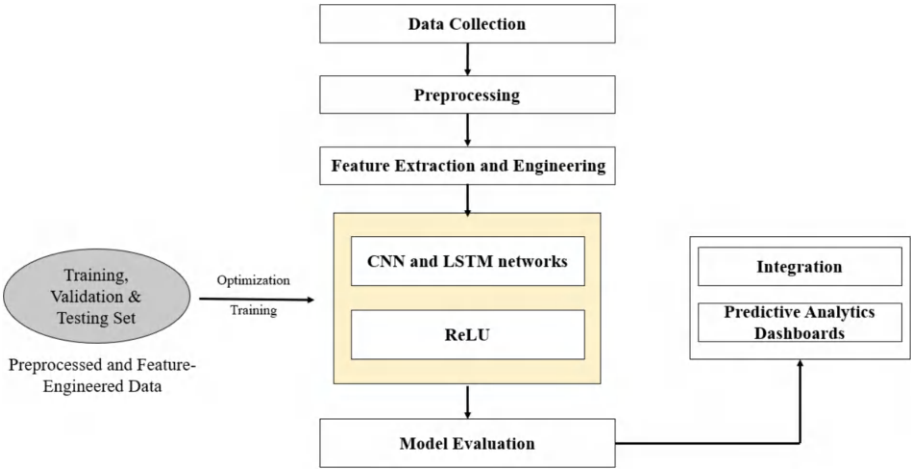 Data Collection
Preprocessing
Feature Extraction and Engineering
CNN and LSTM networks
ReLU
Training,
Validation &
Testing Set
Preprocessed and Feature-
Engineered Data
Optimization
Training
Model Evaluation
Integration
Predictive Analytics
Dashboards